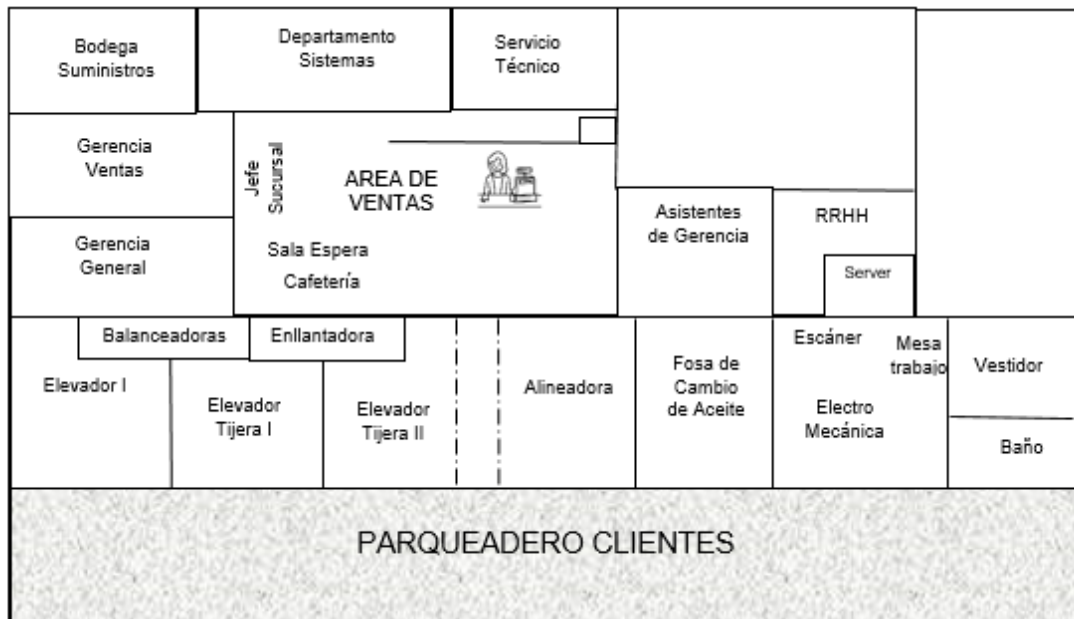 Bodega
Suministros
Departamento
Sistemas
Servicio
Técnico
Gerencia
Ventas
Jefe
Sucursal
AREA DE
VENTAS
Asistentes
de Gerencia
RRHH
Gerencia
General
Sala Espera
Cafetería
Server
Balanceadoras
Enllantadora
Elevador I
Elevador
Tijera I
Elevador
Tijera II
Alineadora
Fosa de
Cambio
de Aceite
Escáner
Mesa
trabajo
Electro
Mecánica
Vestidor
Baño
PARQUEADERO CLIENTES